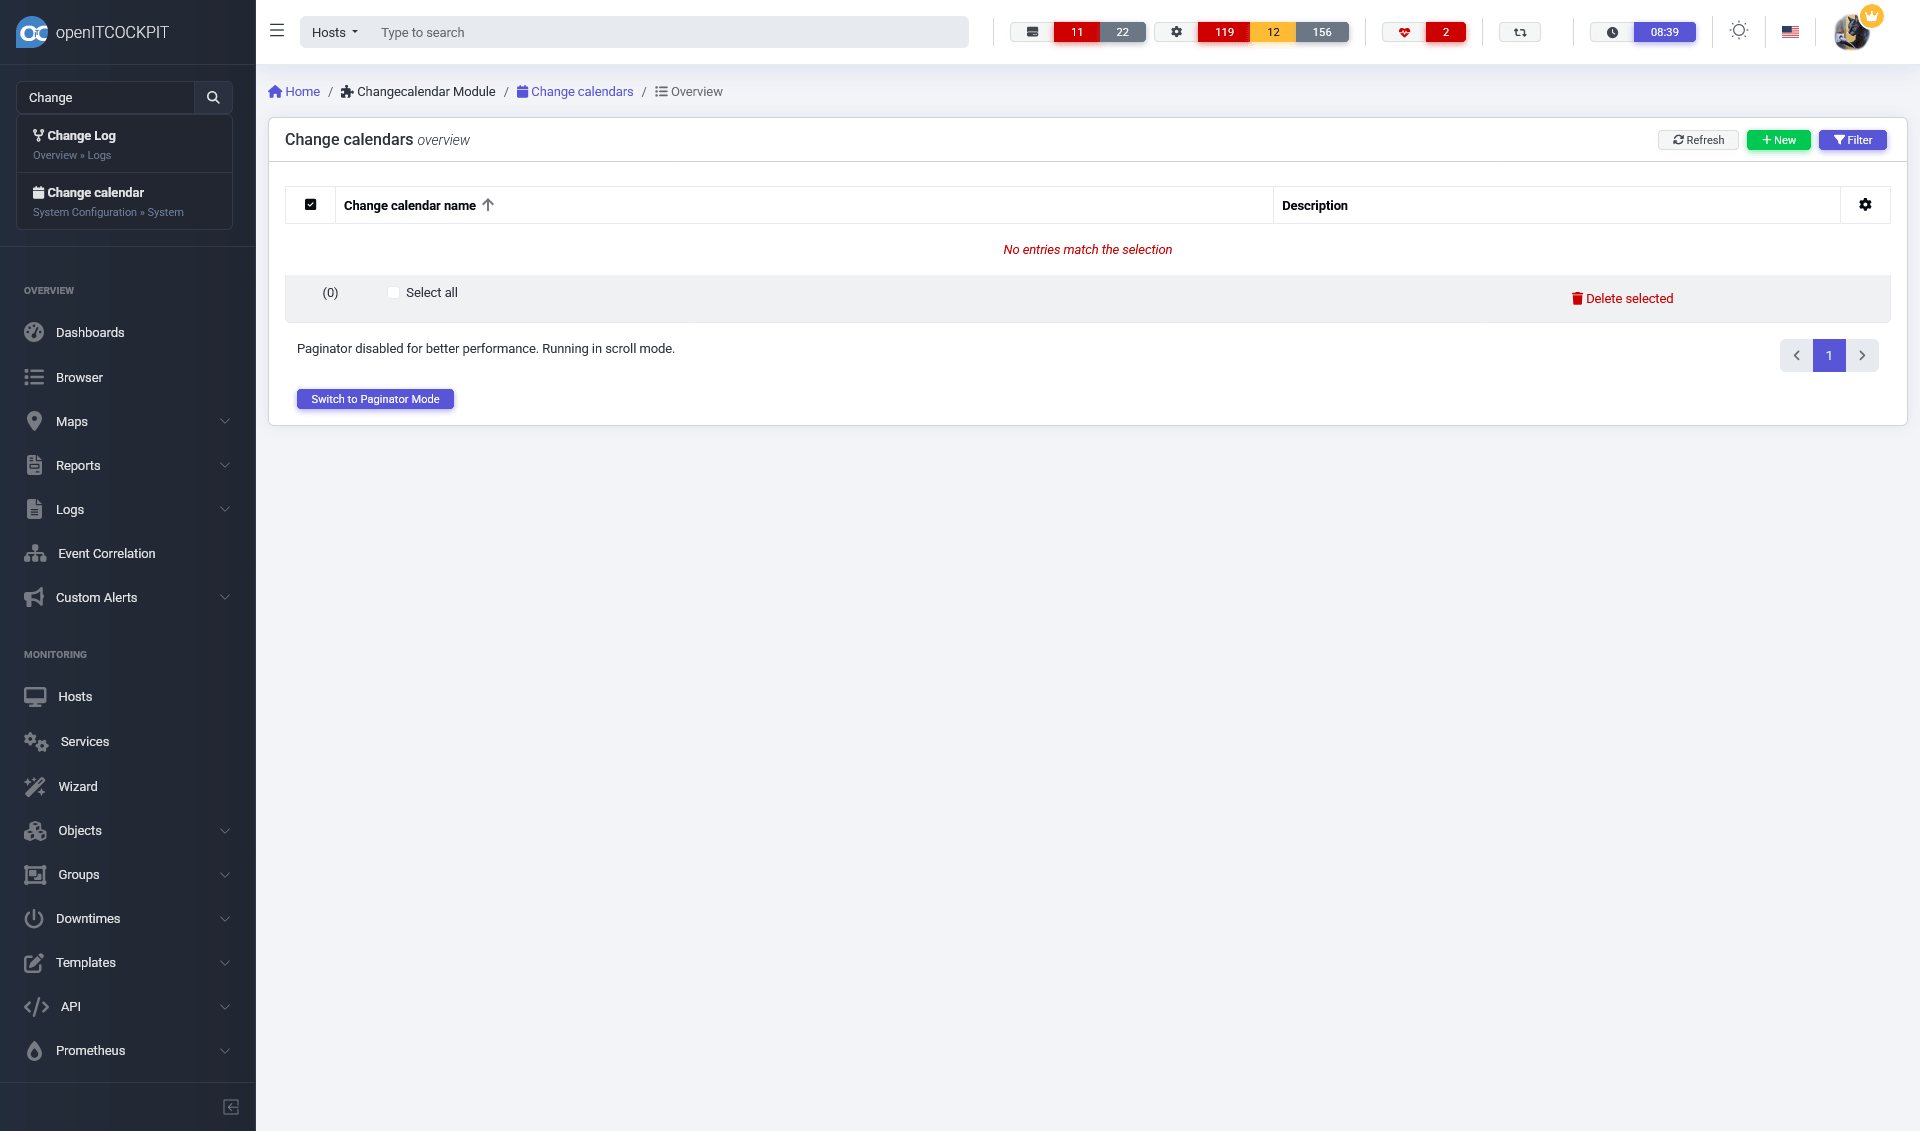 openITCOCKPIT
Hosts
Type to search
11
22
119
12
156
2
08:39
Change
Change Log
Overview » Logs
Change calendar
System Configuration » System
OVERVIEW
Dashboards
Browser
Maps
Reports
Logs
Event Correlation
Custom Alerts
MONITORING
Hosts
Services
Wizard
Objects
Groups
Downtimes
Templates
API
Prometheus
Home / Changecalendar Module / Change calendars / Overview
Change calendars overview
Refresh
New
Filter
Change calendar name
Description
No entries match the selection
(0)
Select all
Delete selected
Paginator disabled for better performance. Running in scroll mode.
1
Switch to Paginator Mode